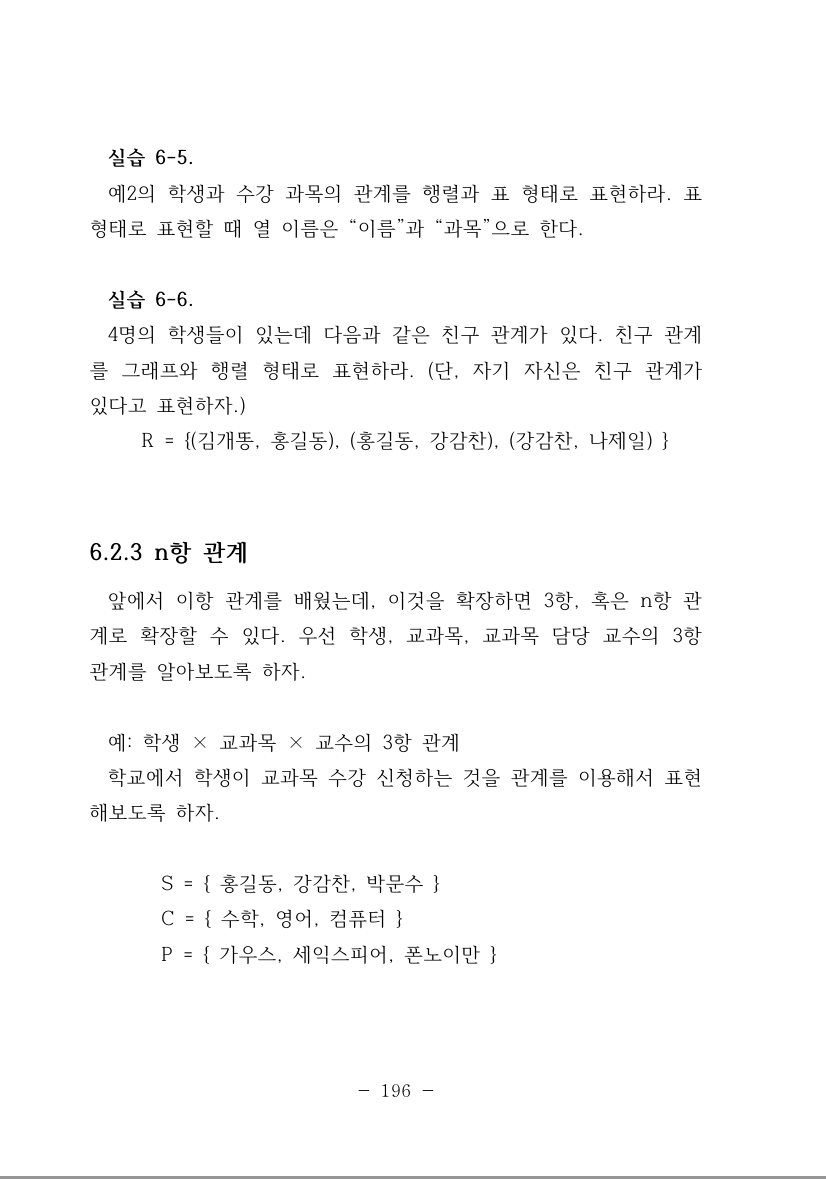 실습 6-5.
예2의 학생과 수강 과목의 관계를 행렬과 표 형태로 표현하라. 표
형태로 표현할 때 열 이름은 “이름”과 “과목”으로 한다.
실습 6-6.
4명의 학생들이 있는데 다음과 같은 친구 관계가 있다. 친구 관계
를 그래프와 행렬 형태로 표현하라. (단, 자기 자신은 친구 관계가
있다고 표현하자.)
R = {(김개똥, 홍길동), (홍길동, 강감찬), (강감찬, 나제일) }
6.2.3 n항 관계
앞에서 이항 관계를 배웠는데, 이것을 확장하면 3항, 혹은 n항 관
계로 확장할 수 있다. 우선 학생, 교과목, 교과목 담당 교수의 3항
관계를 알아보도록 하자.
예: 학생 × 교과목 × 교수의 3항 관계
학교에서 학생이 교과목 수강 신청하는 것을 관계를 이용해서 표현
해보도록 하자.
S = { 홍길동, 강감찬, 박문수 }
C = { 수학, 영어, 컴퓨터 }
P = { 가우스, 세익스피어, 폰노이만 }
- 196 -